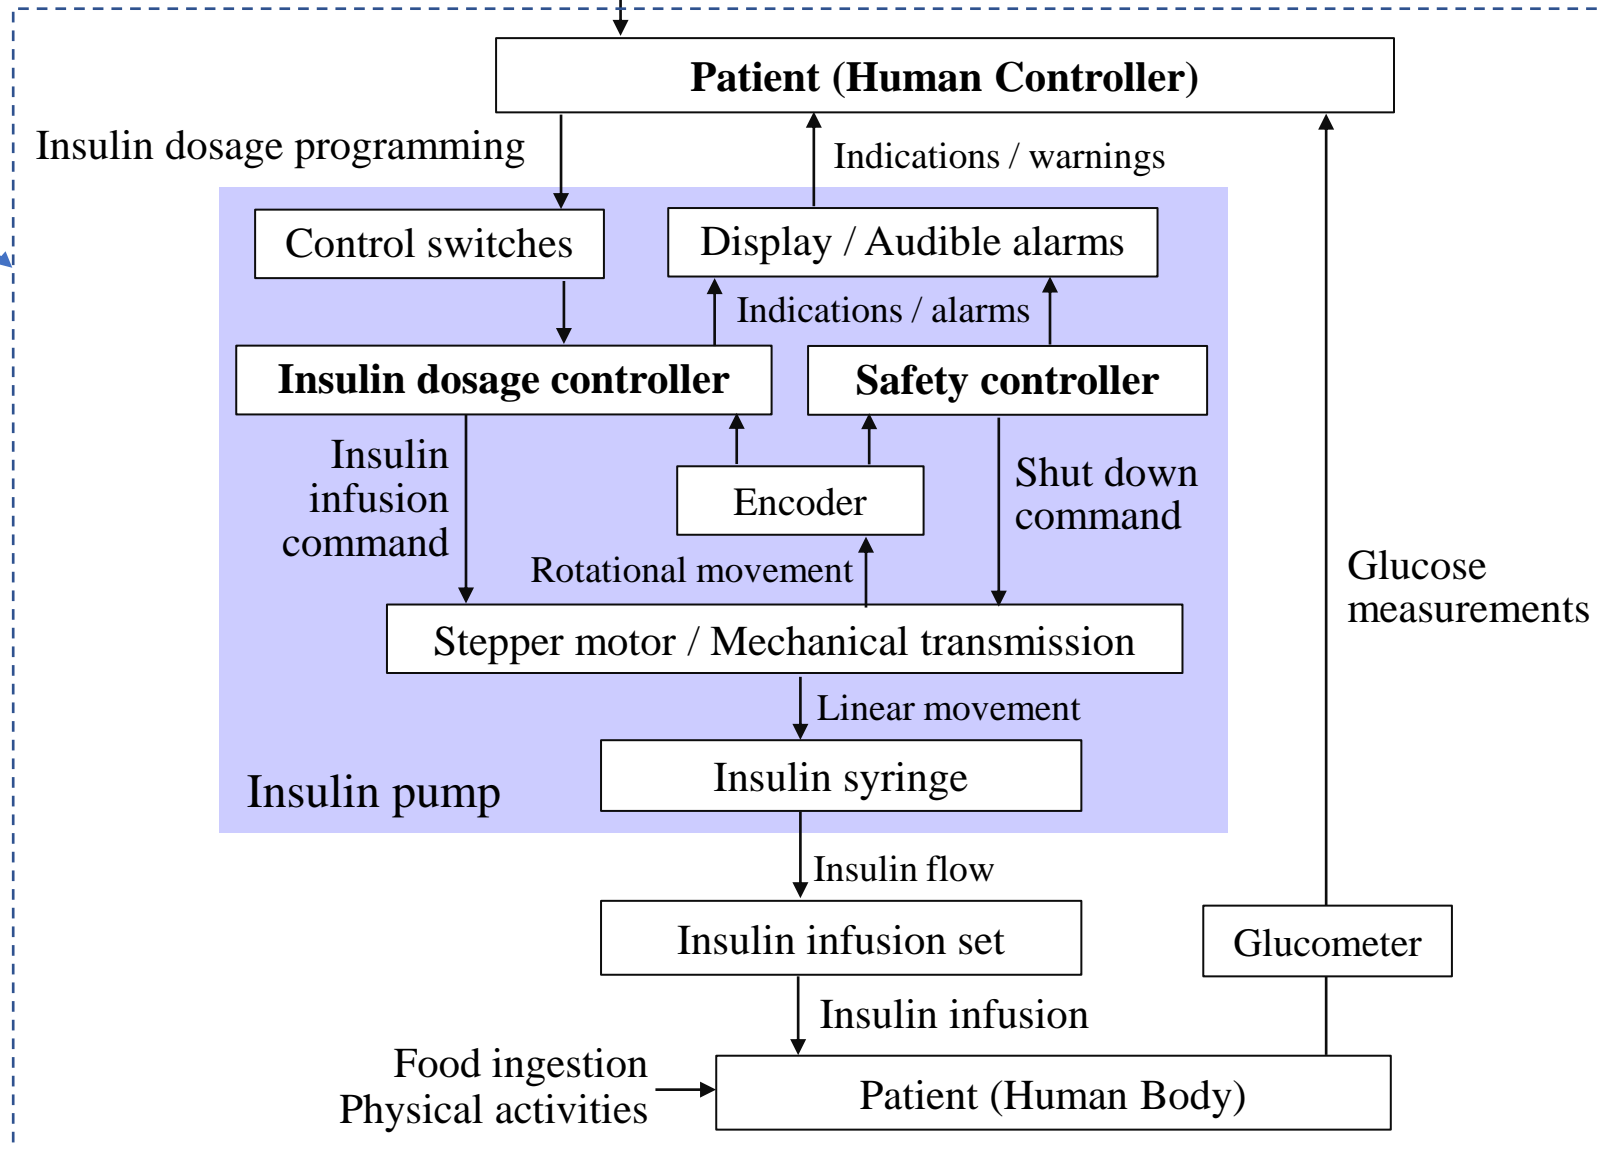 Patient (Human Controller)
Insulin dosage programming
Indications / warnings
Control switches
Display / Audible alarms
Indications / alarms
Insulin dosage controller
Safety controller
Insulin
infusion
command
Encoder
Shut down
command
Rotational movement
Glucose
measurements
Stepper motor / Mechanical transmission
Linear movement
Insulin syringe
Insulin pump
Insulin flow
Insulin infusion set
Glucometer
Insulin infusion
Food ingestion
Physical activities
Patient (Human Body)